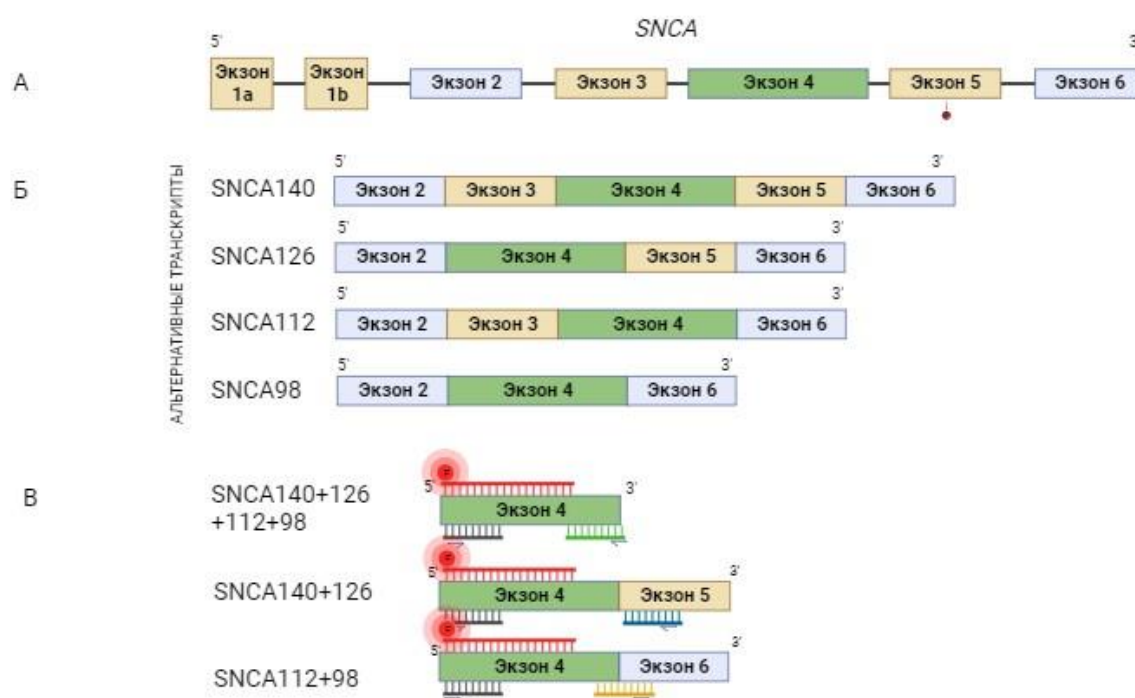 SNCA
5' 3'
А Экзон 1a Экзон 1b Экзон 2 Экзон 3 Экзон 4 Экзон 5 Экзон 6
АЛЬТЕРНАТИВНЫЕ ТРАНСКРИПТЫ
5' 3'
Б SNCA140 Экзон 2 Экзон 3 Экзон 4 Экзон 5 Экзон 6
5' 3'
SNCA126 Экзон 2 Экзон 4 Экзон 5 Экзон 6
5' 3'
SNCA112 Экзон 2 Экзон 3 Экзон 4 Экзон 6
5' 3'
SNCA98 Экзон 2 Экзон 4 Экзон 6
В
5' 3'
SNCA140+126
+112+98
Экзон 4
5' 3'
SNCA140+126 Экзон 4 Экзон 5
5' 3'
SNCA112+98 Экзон 4 Экзон 6